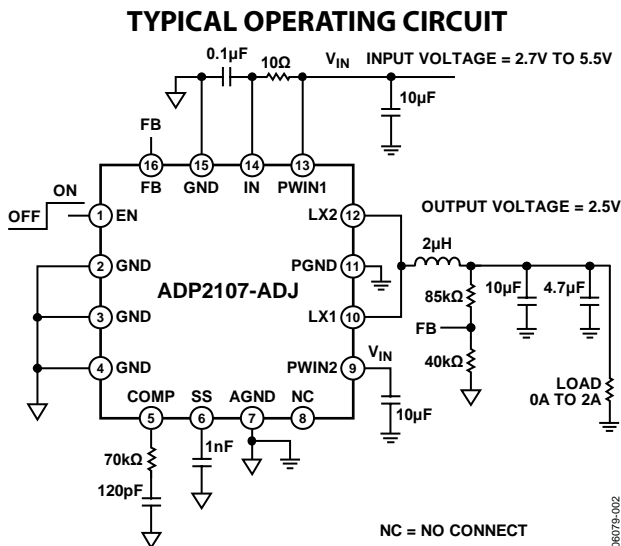 TYPICAL OPERATING CIRCUIT
0.1µF
10Ω
VIN
INPUT VOLTAGE = 2.7V TO 5.5V
10µF
FB
16
15
14
13
FB
GND
IN
PWIN1
ON
OFF
1
EN
LX2
12
OUTPUT VOLTAGE = 2.5V
2µH
2
GND
PGND
11
ADP2107-ADJ
85kΩ
10µF
4.7µF
3
GND
LX1
10
FB
4
GND
PWIN2
9
VIN
40kΩ
LOAD
0A TO 2A
COMP
SS
AGND
NC
5
6
7
8
10µF
70kΩ
1nF
120pF
NC = NO CONNECT
06079-002